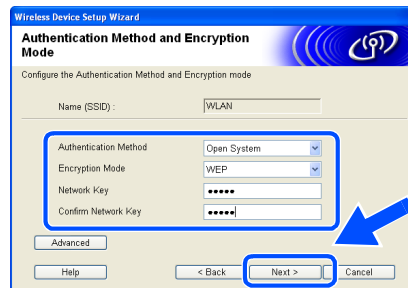 Wireless Device Setup Wizard
Authentication Method and Encryption
Mode
Configure the Authentication Method and Encryption mode
Name (SSID) : WLAN
Authentication Method Open System
Encryption Mode WEP
Network Key •••••
Confirm Network Key •••••
Advanced
Help < Back Next > Cancel